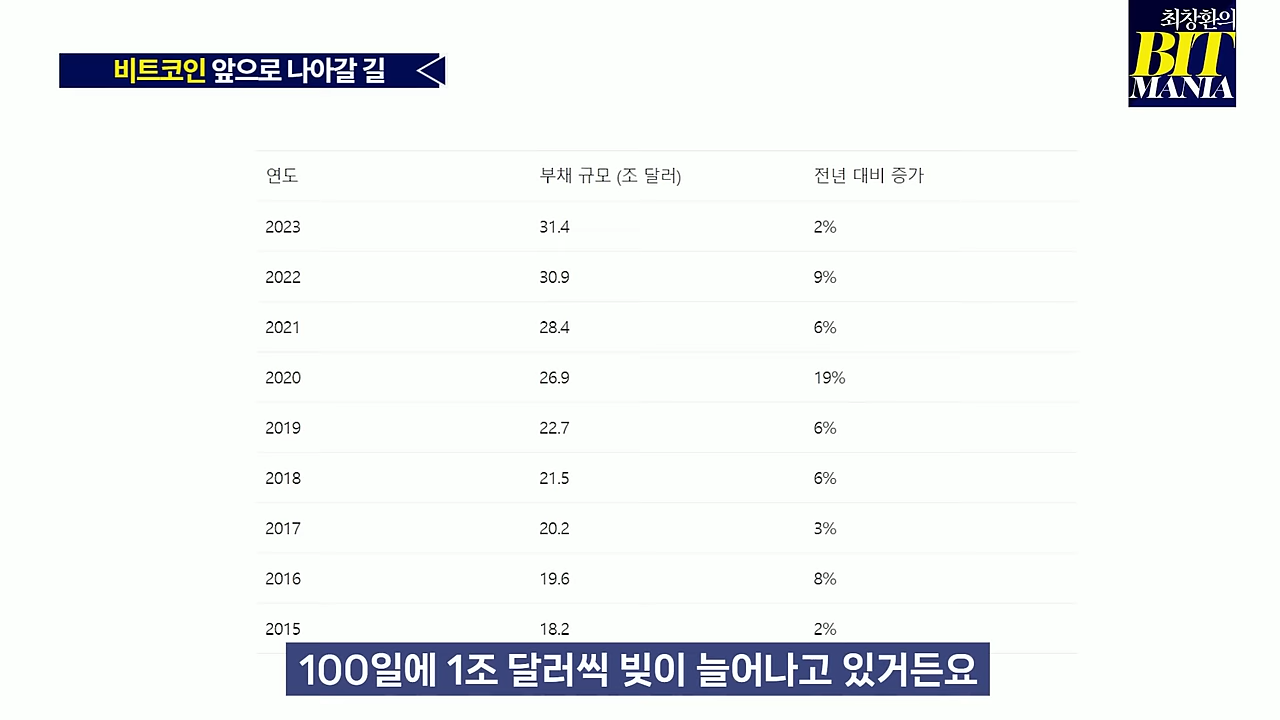 최창환의
BIT
MANIA
비트코인 앞으로 나아갈 길
연도 부채 규모 (조 달러) 전년 대비 증가
2023 31.4 2%
2022 30.9 9%
2021 28.4 6%
2020 26.9 19%
2019 22.7 6%
2018 21.5 6%
2017 20.2 3%
2016 19.6 8%
2015 18.2 2%
100일에 1조 달러씩 빚이 늘어나고 있거든요